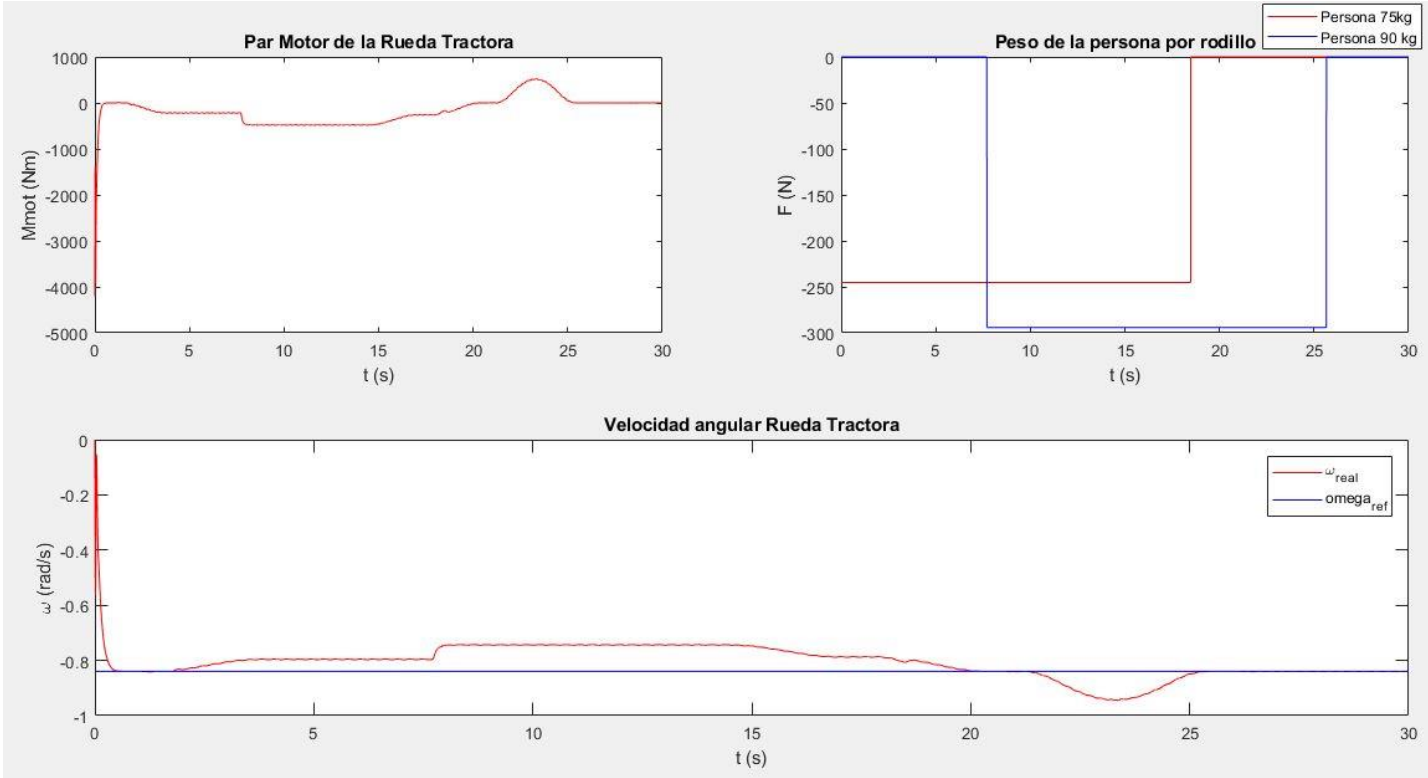 Par Motor de la Rueda Tractora
1000
0
-1000
-2000
-3000
-4000
-5000
Mmot (Nm)
0 5 10 15 20 25 30
t (s)
Peso de la persona por rodillo
Persona 75kg
Persona 90 kg
0
-50
-100
-150
-200
-250
-300
F (N)
0 5 10 15 20 25 30
t (s)
Velocidad angular Rueda Tractora
0
-0.2
-0.4
-0.6
-0.8
-1
ω (rad/s)
ω_real
omega_ref
0 5 10 15 20 25 30
t (s)